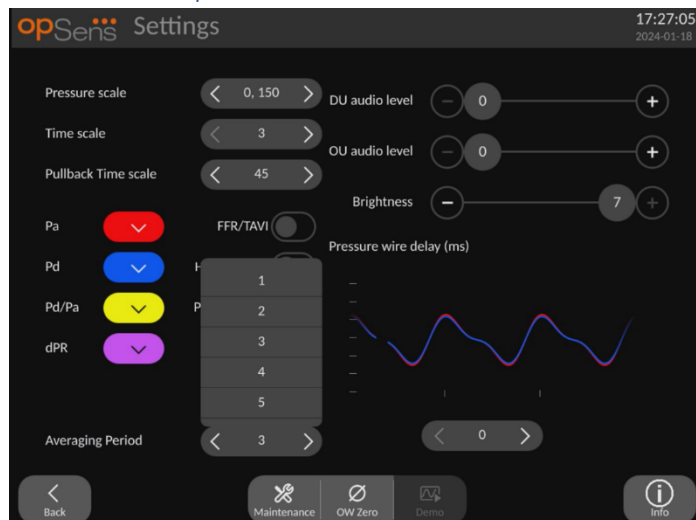 opSens Settings
17:27:05
2024-01-18
Pressure scale
0, 150
DU audio level
0
Time scale
3
OU audio level
0
Pullback Time scale
45
Brightness
7
Pa
FFR/TAVI
Pressure wire delay (ms)
Pd
H
1
Pd/Pa
P
2
dPR
3
4
5
Averaging Period
3
0
Back
Maintenance
OW Zero
Demo
Info